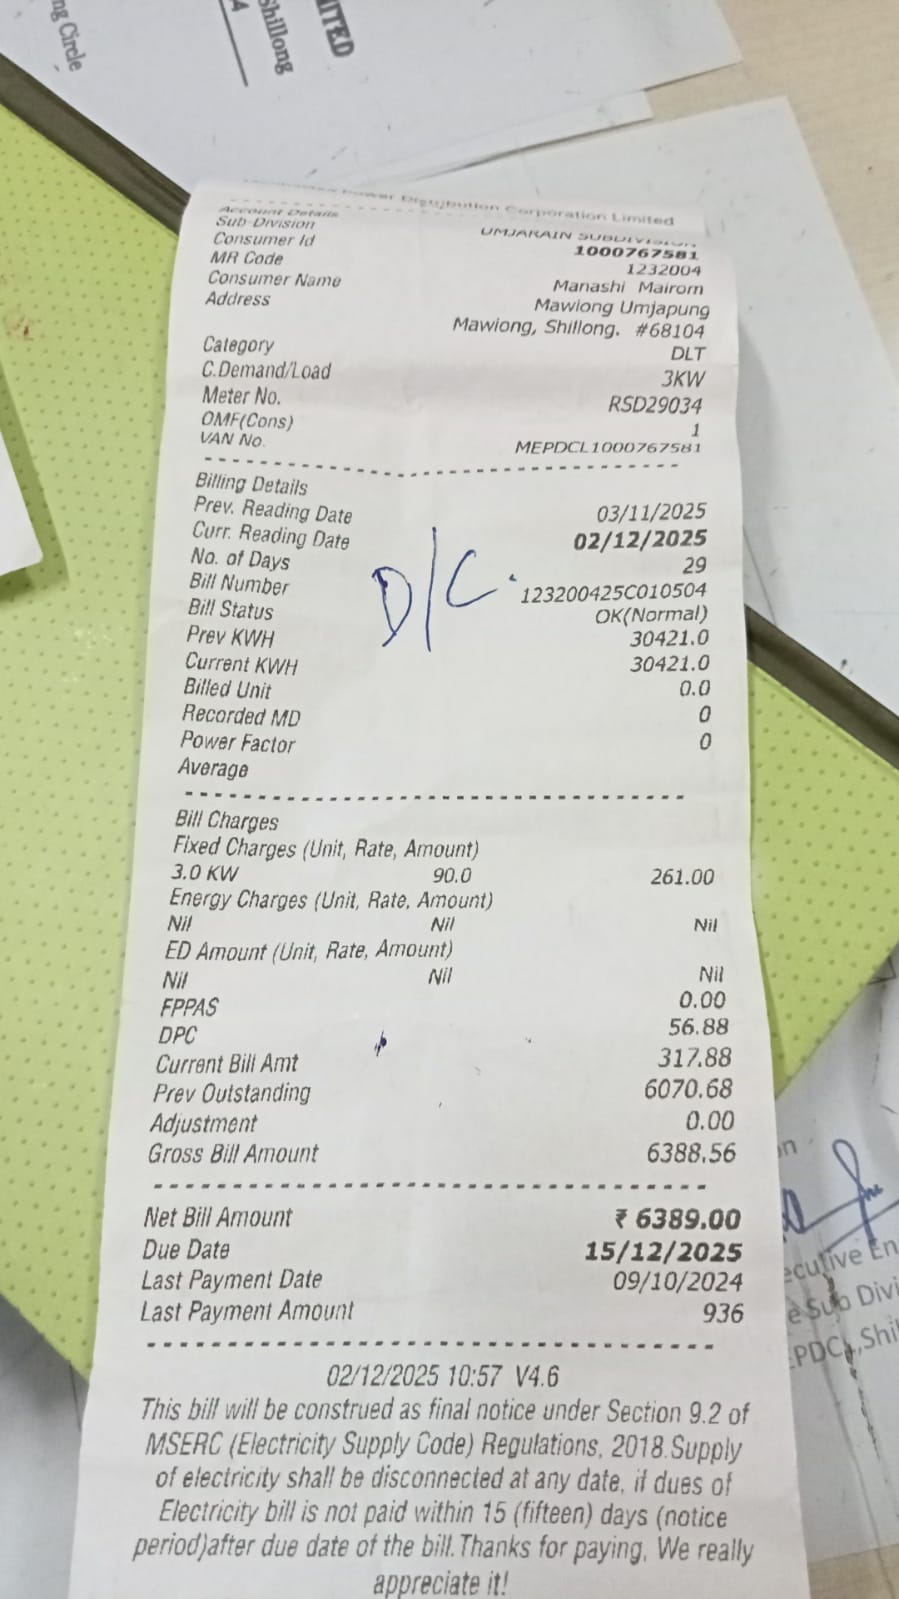 ng Circle
Shillong
ITED
Power Distribution Corporation Limited
Account Details
Sub-Division UMJARAIN SUBDIVISION
Consumer Id 1000767581
MR Code 1232004
Consumer Name Manashi Mairom
Address Mawiong Umjapung
Mawiong, Shillong. #68104
Category DLT
C.Demand/Load 3KW
Meter No. RSD29034
OMF(Cons) 1
VAN No. MEPDCL1000767581
Billing Details
Prev. Reading Date 03/11/2025
Curr. Reading Date 02/12/2025
No. of Days 29
D/C.
Bill Number 123200425C010504
Bill Status OK(Normal)
Prev KWH 30421.0
Current KWH 30421.0
Billed Unit 0.0
Recorded MD 0
Power Factor 0
Average
Bill Charges
Fixed Charges (Unit, Rate, Amount)
3.0 KW 90.0 261.00
Energy Charges (Unit, Rate, Amount)
Nil Nil Nil
ED Amount (Unit, Rate, Amount)
Nil Nil Nil
FPPAS 0.00
DPC 56.88
Current Bill Amt 317.88
Prev Outstanding 6070.68
Adjustment 0.00
Gross Bill Amount 6388.56
Net Bill Amount ₹ 6389.00
Due Date 15/12/2025
Last Payment Date 09/10/2024
Last Payment Amount 936
02/12/2025 10:57 V4.6
This bill will be construed as final notice under Section 9.2 of
MSERC (Electricity Supply Code) Regulations, 2018.Supply
of electricity shall be disconnected at any date, if dues of
Electricity bill is not paid within 15 (fifteen) days (notice
period)after due date of the bill.Thanks for paying, We really
appreciate it!
ecutive En
e Sub Divi
EPDCL,Shil